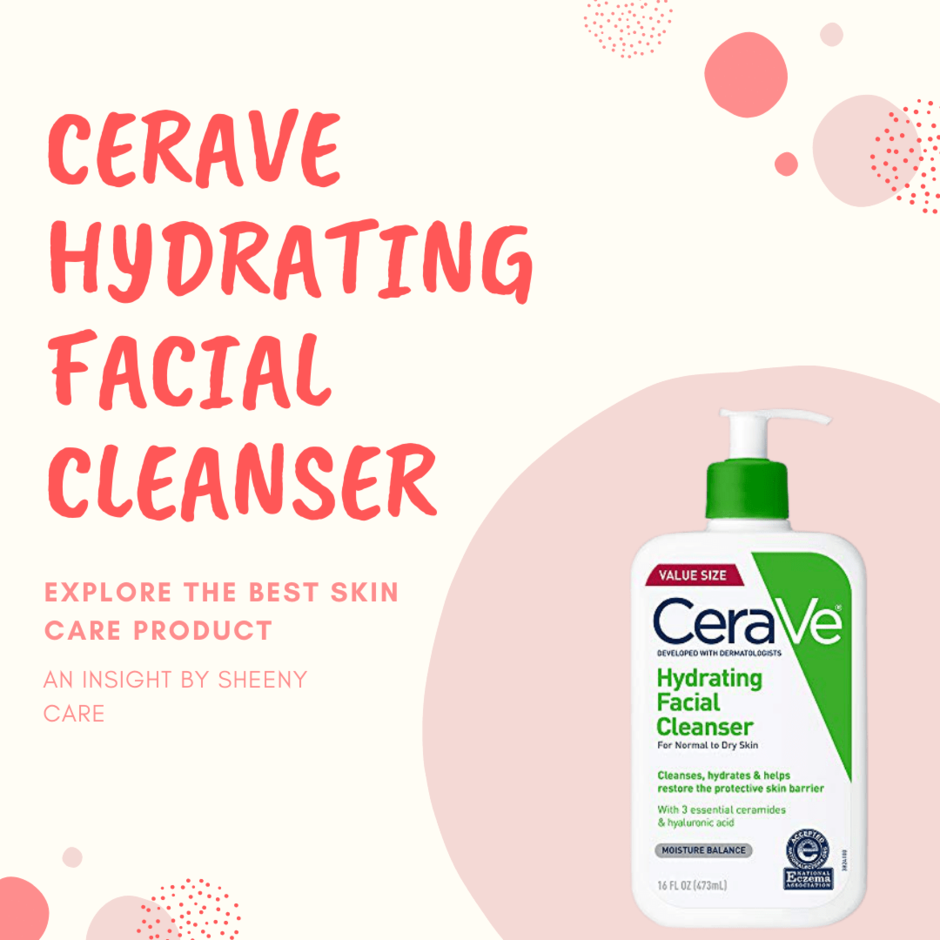 CERAVE
HYDRATING
FACIAL
CLEANSER
EXPLORE THE BEST SKIN
CARE PRODUCT
AN INSIGHT BY SHEENY
CARE
VALUE SIZE
CeraVe®
DEVELOPED WITH DERMATOLOGISTS
Hydrating
Facial
Cleanser
For Normal to Dry Skin
Cleanses, hydrates & helps
restore the protective skin barrier
With 3 essential ceramides
& hyaluronic acid
MOISTURE BALANCE
ACCEPTED
NATIONAL
Eczema
ASSOCIATION
16 FL OZ (473mL)